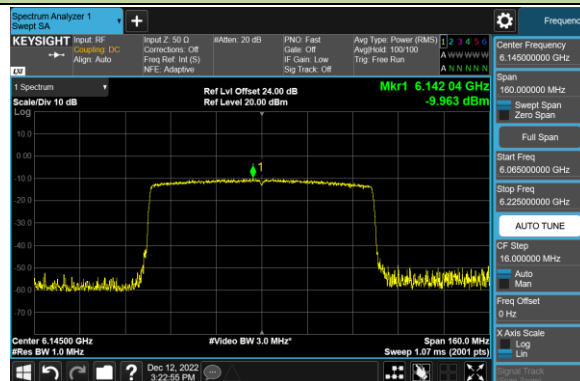 Spectrum Analyzer 1
Swept SA
+
Frequenc
KEYSIGHT
Input: RF
Coupling: DC
Align: Auto
Input Z: 50 Ω
Corrections: Off
Freq Ref: Int (S)
NFE: Adaptive
#Atten: 20 dB
PNO: Fast
Gate: Off
IF Gain: Low
Sig Track: Off
Avg Type: Power (RMS)
Avg|Hold: 100/100
Trig: Free Run
1 2 3 4 5 6
A W W W W W
A N N N N N
LXI
1 Spectrum
Scale/Div 10 dB
Log
Ref Lvl Offset 24.00 dB
Ref Level 20.00 dBm
Mkr1 6.142 04 GHz
-9.963 dBm
10.0
0.00
-10.0
-20.0
-30.0
-40.0
-50.0
-60.0
-70.0
1
Center 6.14500 GHz
#Res BW 1.0 MHz
#Video BW 3.0 MHz*
Span 160.0 MHz
Sweep 1.07 ms (2001 pts)
Center Frequency
6.145000000 GHz
Span
160.000000 MHz
Swept Span
Zero Span
Full Span
Start Freq
6.065000000 GHz
Stop Freq
6.225000000 GHz
AUTO TUNE
CF Step
16.000000 MHz
Auto
Man
Freq Offset
0 Hz
X Axis Scale
Log
Lin
Signal Track
Dec 12, 2022
3:22:55 PM